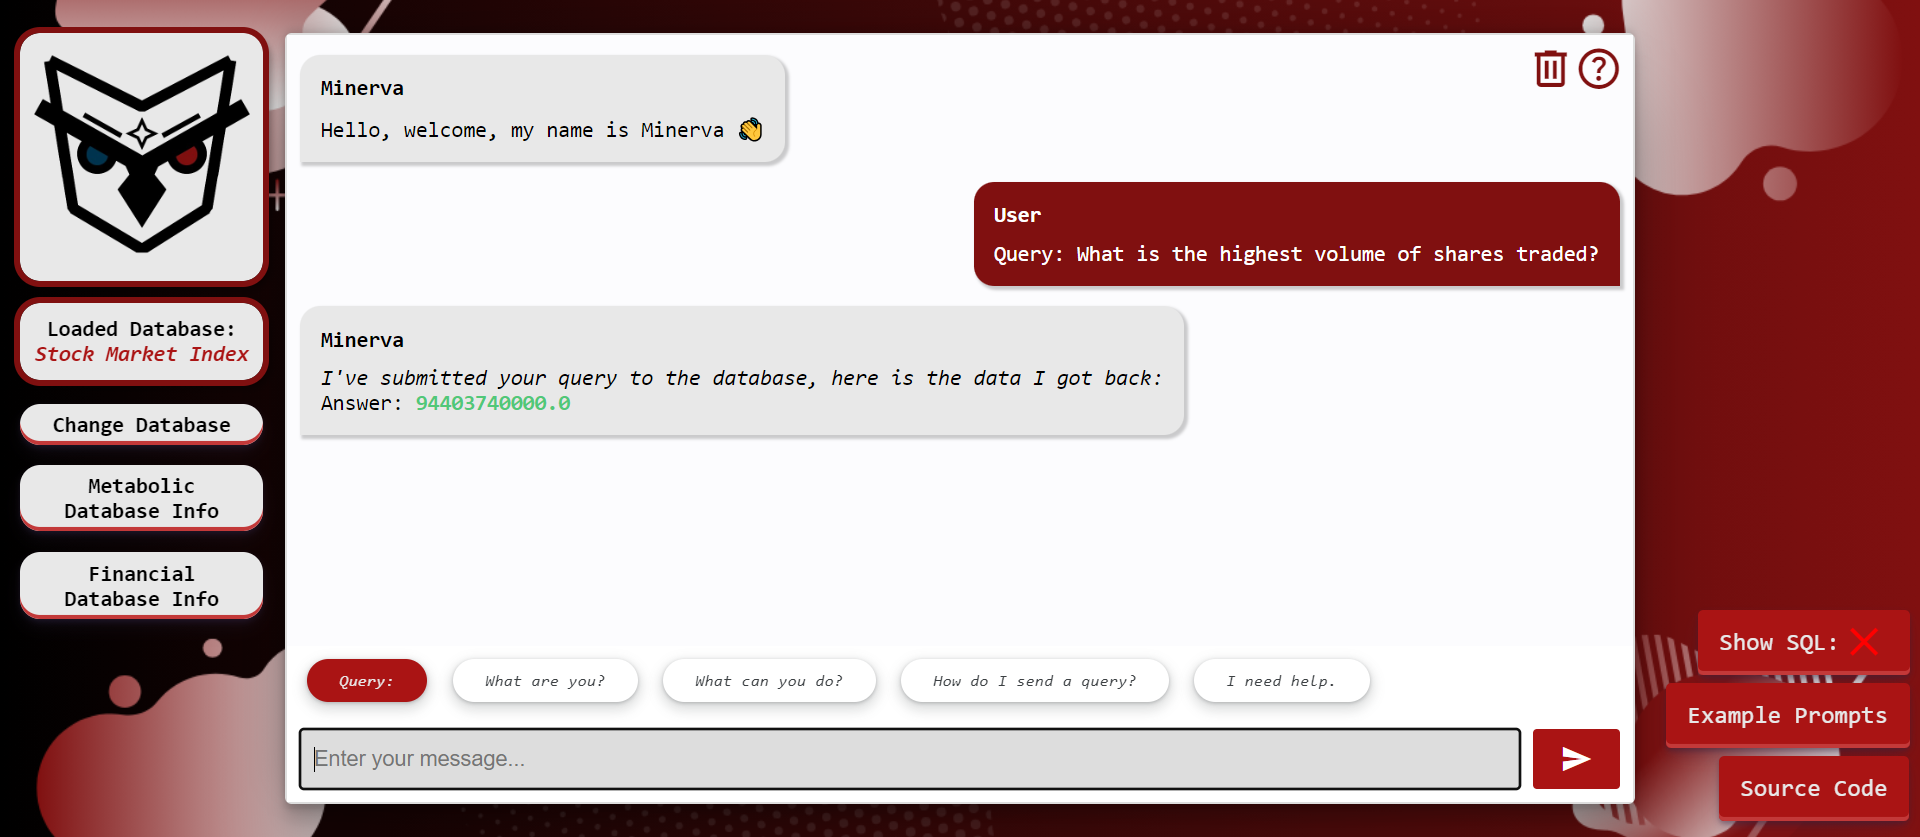 Loaded Database:
Stock Market Index
Change Database
Metabolic
Database Info
Financial
Database Info
Minerva
Hello, welcome, my name is Minerva 👋
?
User
Query: What is the highest volume of shares traded?
Minerva
I've submitted your query to the database, here is the data I got back:
Answer: 94403740000.0
Query:
What are you?
What can you do?
How do I send a query?
I need help.
Enter your message...
Show SQL: ❌
Example Prompts
Source Code